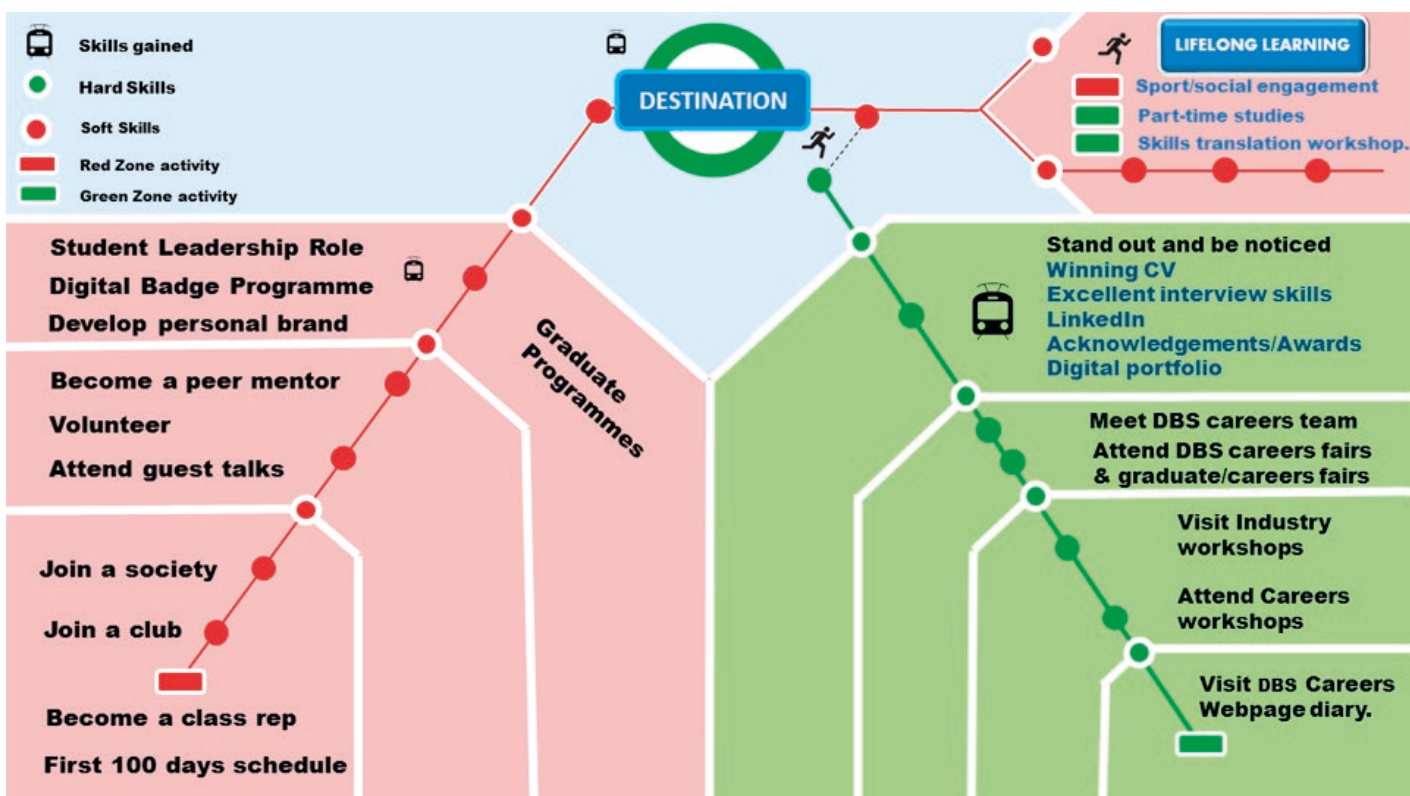 Skills gained
Hard Skills
Soft Skills
Red Zone activity
Green Zone activity
DESTINATION
LIFELONG LEARNING
Sport/social engagement
Part-time studies
Skills translation workshop.
Student Leadership Role
Digital Badge Programme
Develop personal brand
Become a peer mentor
Volunteer
Attend guest talks
Join a society
Join a club
Become a class rep
First 100 days schedule
Graduate
Programmes
Stand out and be noticed
Winning CV
Excellent interview skills
LinkedIn
Acknowledgements/Awards
Digital portfolio
Meet DBS careers team
Attend DBS careers fairs
& graduate/careers fairs
Visit Industry
workshops
Attend Careers
workshops
Visit DBS Careers
Webpage diary.